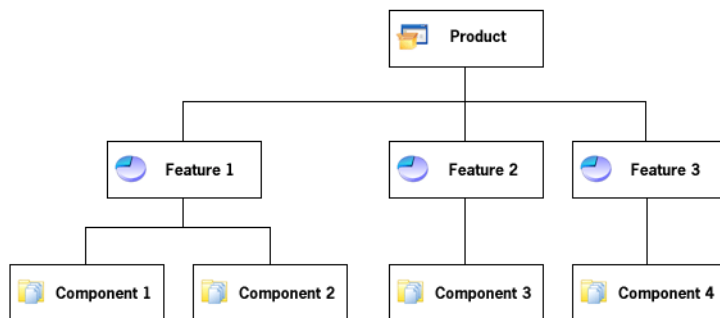 Product
Feature 1
Feature 2
Feature 3
Component 1
Component 2
Component 3
Component 4